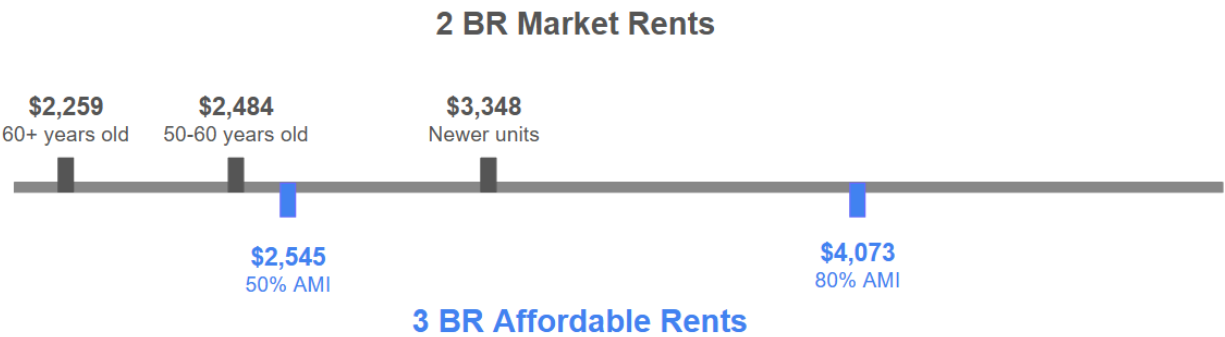 2 BR Market Rents
$2,259
60+ years old
$2,484
50-60 years old
$3,348
Newer units
$2,545
50% AMI
$4,073
80% AMI
3 BR Affordable Rents